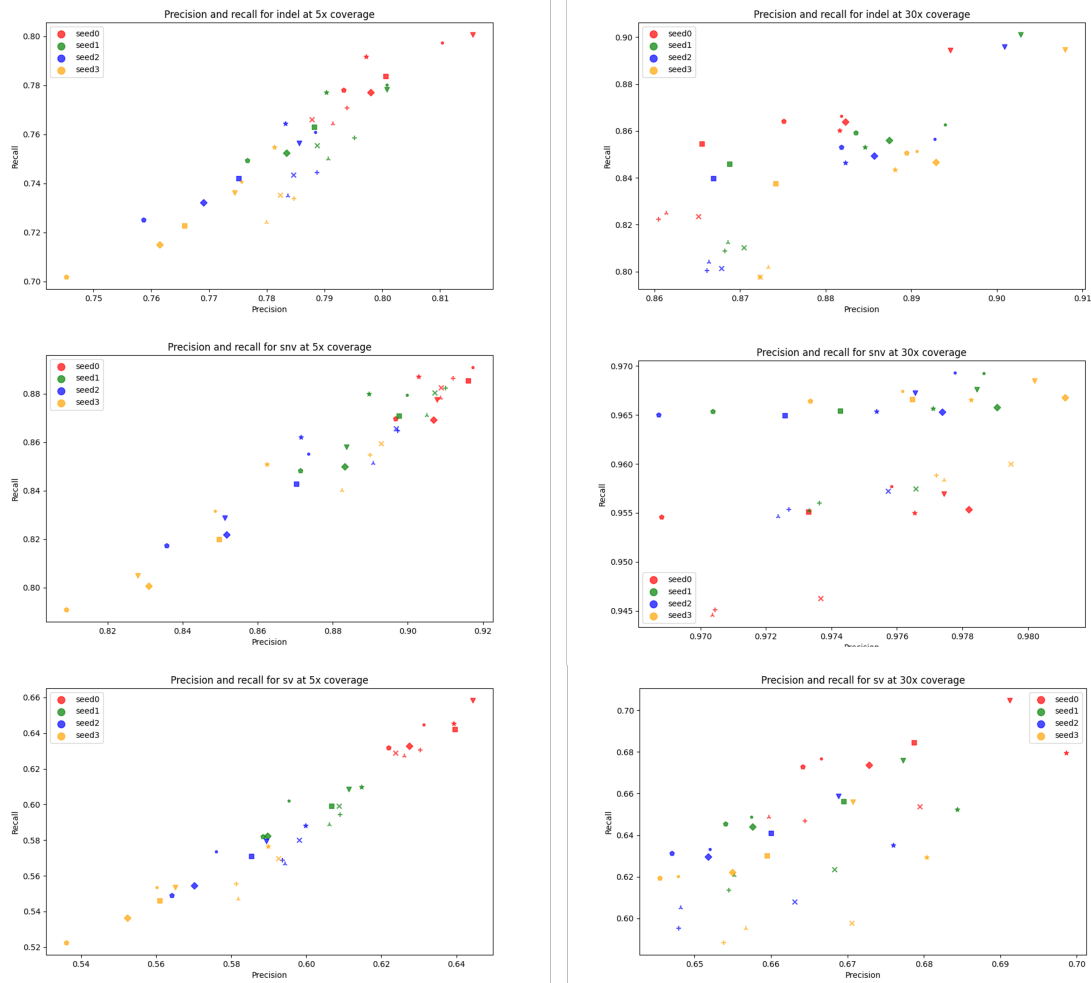 Precision and recall for indel at 5x coverage
seed0
seed1
seed2
seed3
Recall
0.80
0.78
0.76
0.74
0.72
0.70
0.75 0.76 0.77 0.78 0.79 0.80 0.81
Precision
Precision and recall for indel at 30x coverage
seed0
seed1
seed2
seed3
Recall
0.90
0.88
0.86
0.84
0.82
0.80
0.86 0.87 0.88 0.89 0.90 0.91
Precision
Precision and recall for snv at 5x coverage
seed0
seed1
seed2
seed3
Recall
0.88
0.86
0.84
0.82
0.80
0.82 0.84 0.86 0.88 0.90 0.92
Precision
Precision and recall for snv at 30x coverage
Recall
0.970
0.965
0.960
0.955
0.950
0.945
seed0
seed1
seed2
seed3
0.970 0.972 0.974 0.976 0.978 0.980
Precision
Precision and recall for sv at 5x coverage
seed0
seed1
seed2
seed3
Recall
0.66
0.64
0.62
0.60
0.58
0.56
0.54
0.52
0.54 0.56 0.58 0.60 0.62 0.64
Precision
Precision and recall for sv at 30x coverage
seed0
seed1
seed2
seed3
Recall
0.70
0.68
0.66
0.64
0.62
0.60
0.65 0.66 0.67 0.68 0.69 0.70
Precision